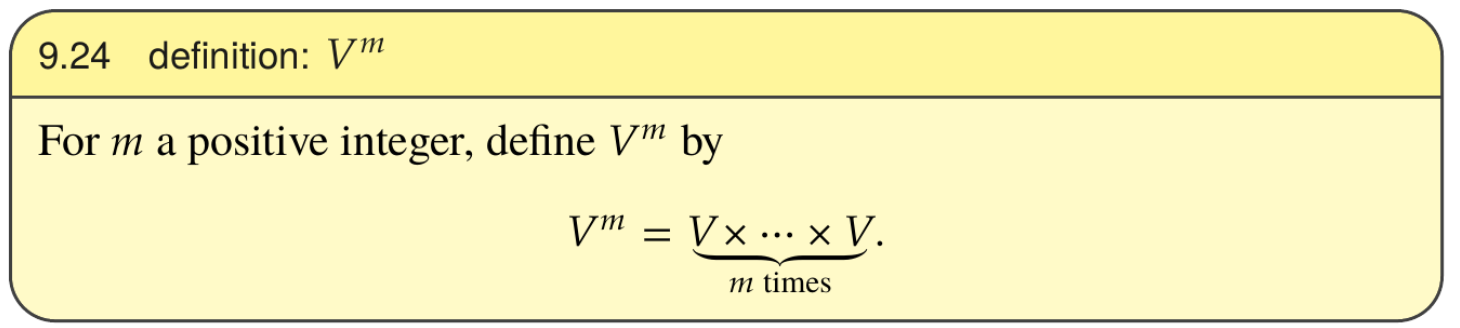 9.24 definition: V^m
For m a positive integer, define V^m by
V^m = V × ⋯ × V.
m times